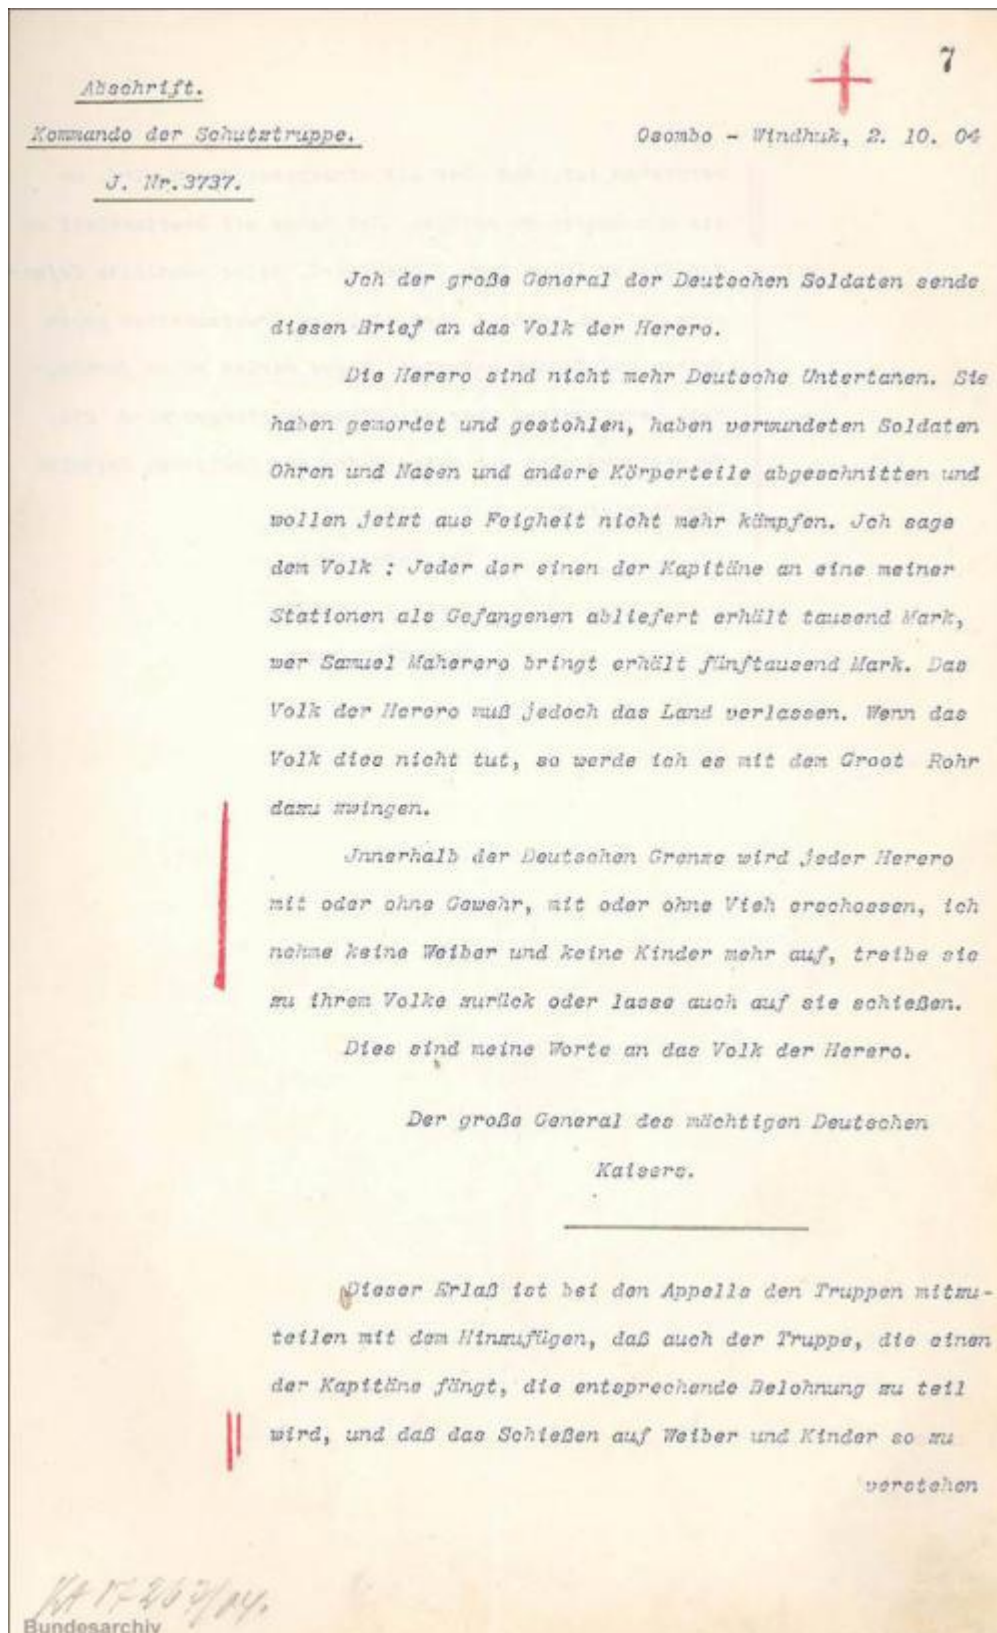 7
Abschrift.
Kommando der Schutztruppe.
Osombo - Windhuk, 2. 10. 04
J. Nr.3737.
Jch der große General der Deutschen Soldaten sende
diesen Brief an das Volk der Herero.
Die Herero sind nicht mehr Deutsche Untertanen. Sie
haben gemordet und gestohlen, haben verwundeten Soldaten
Ohren und Nasen und andere Körperteile abgeschnitten und
wollen jetzt aus Feigheit nicht mehr kämpfen. Jch sage
dem Volk : Jeder der einen der Kapitäne an eine meiner
Stationen als Gefangenen abliefert erhält tausend Mark,
wer Samuel Maherero bringt erhält fünftausend Mark. Das
Volk der Herero muß jedoch das Land verlassen. Wenn das
Volk dies nicht tut, so werde ich es mit dem Groot Rohr
dazu zwingen.
Jnnerhalb der Deutschen Grenze wird jeder Herero
mit oder ohne Gewehr, mit oder ohne Vieh erschossen, ich
nehme keine Weiber und keine Kinder mehr auf, treibe sie
zu ihrem Volke zurück oder lasse auch auf sie schießen.
Dies sind meine Worte an das Volk der Herero.
Der große General des mächtigen Deutschen
Kaisers.
Dieser Erlaß ist bei den Appells den Truppen mitzu-
teilen mit dem Hinzufügen, daß auch der Truppe, die einen
der Kapitäne fängt, die entsprechende Belohnung zu teil
wird, und daß das Schießen auf Weiber und Kinder so zu
verstehen
Bundesarchiv